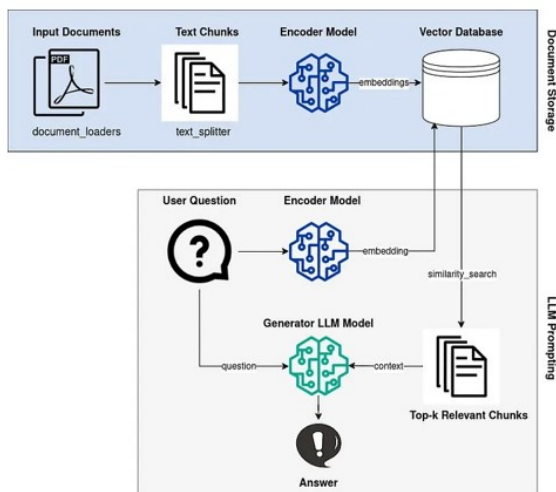 Input Documents
Text Chunks
Encoder Model
Vector Database
PDF
embeddings
document_loaders
text_splitter
Document Storage
User Question
Encoder Model
?
embedding
similarity_search
Generator LLM Model
question
context
Top-k Relevant Chunks
!
Answer
LLM Prompting